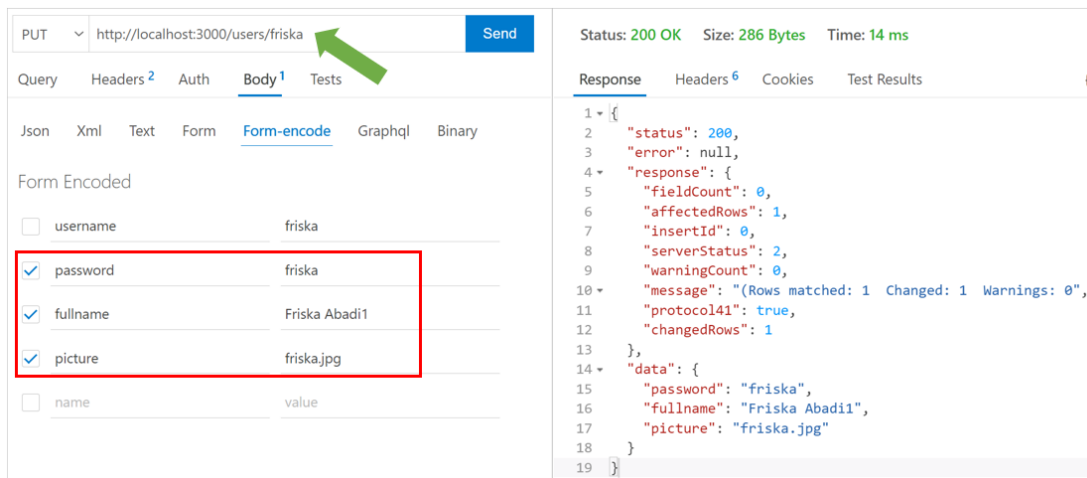 PUT http://localhost:3000/users/friska Send
Query Headers 2 Auth Body 1 Tests
Json Xml Text Form Form-encode Graphql Binary
Form Encoded
username friska
password friska
fullname Friska Abadi1
picture friska.jpg
name value
Status: 200 OK Size: 286 Bytes Time: 14 ms
Response Headers 6 Cookies Test Results
1 {
2 "status": 200,
3 "error": null,
4 "response": {
5 "fieldCount": 0,
6 "affectedRows": 1,
7 "insertId": 0,
8 "serverStatus": 2,
9 "warningCount": 0,
10 "message": "(Rows matched: 1  Changed: 1  Warnings: 0",
11 "protocol41": true,
12 "changedRows": 1
13 },
14 "data": {
15 "password": "friska",
16 "fullname": "Friska Abadi1",
17 "picture": "friska.jpg"
18 }
19 }